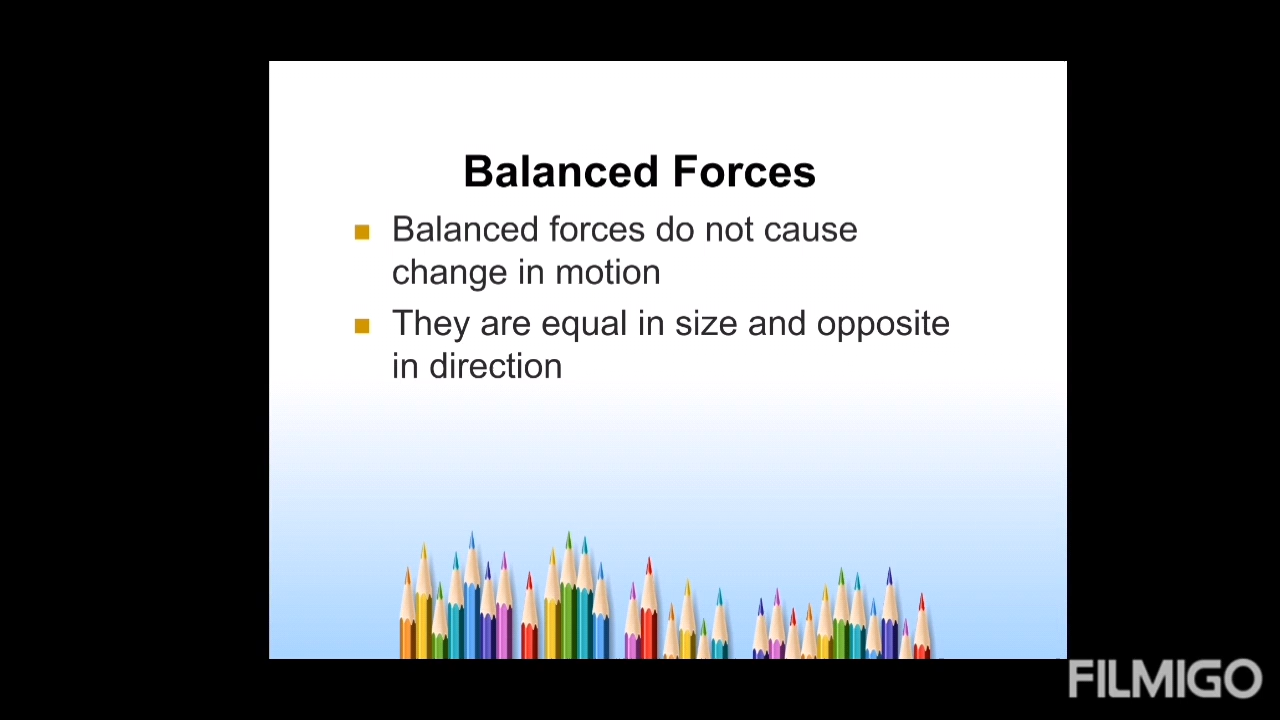 Balanced Forces
Balanced forces do not cause
change in motion
They are equal in size and opposite
in direction
FILMIGO